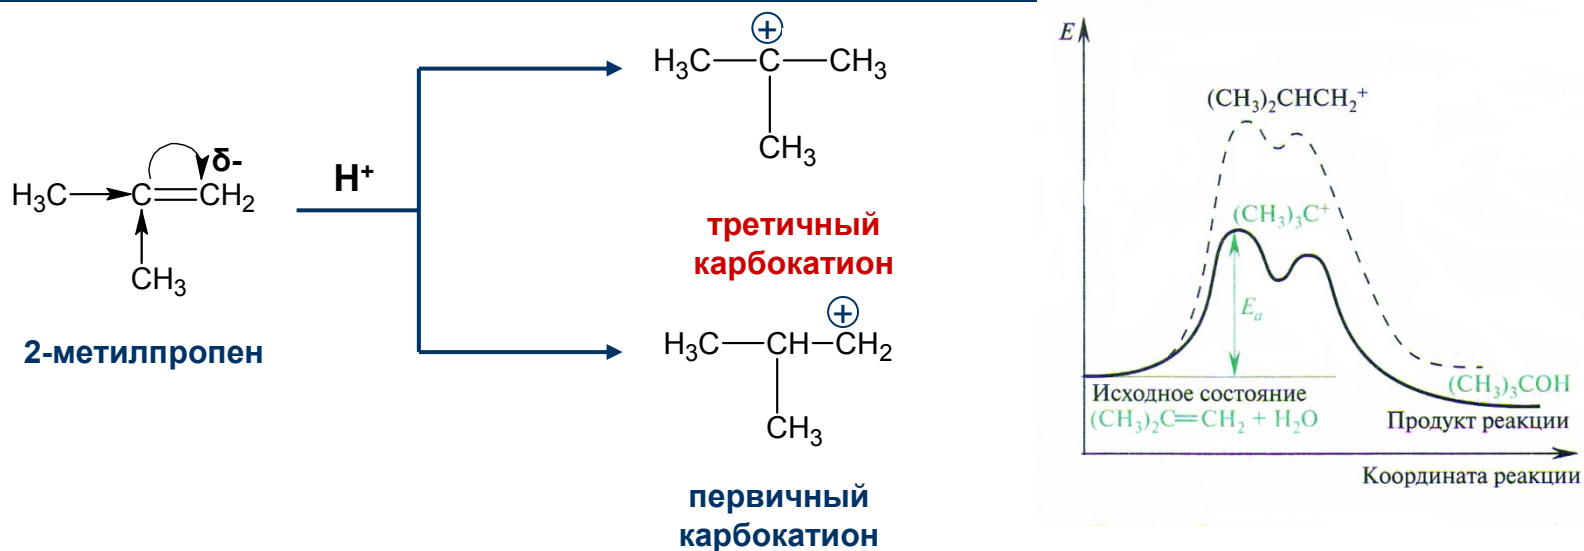 H₃C—C=CH₂
δ-
CH₃
2-метилпропен
H⁺
+
H₃C—C—CH₃
CH₃
третичный
карбокатион
+
H₃C—CH—CH₂
CH₃
первичный
карбокатион
E
(CH₃)₂CHCH₂⁺
(CH₃)₃C⁺
Eₐ
Исходное состояние
(CH₃)₂C=CH₂ + H₂O
(CH₃)₃COH
Продукт реакции
Координата реакции